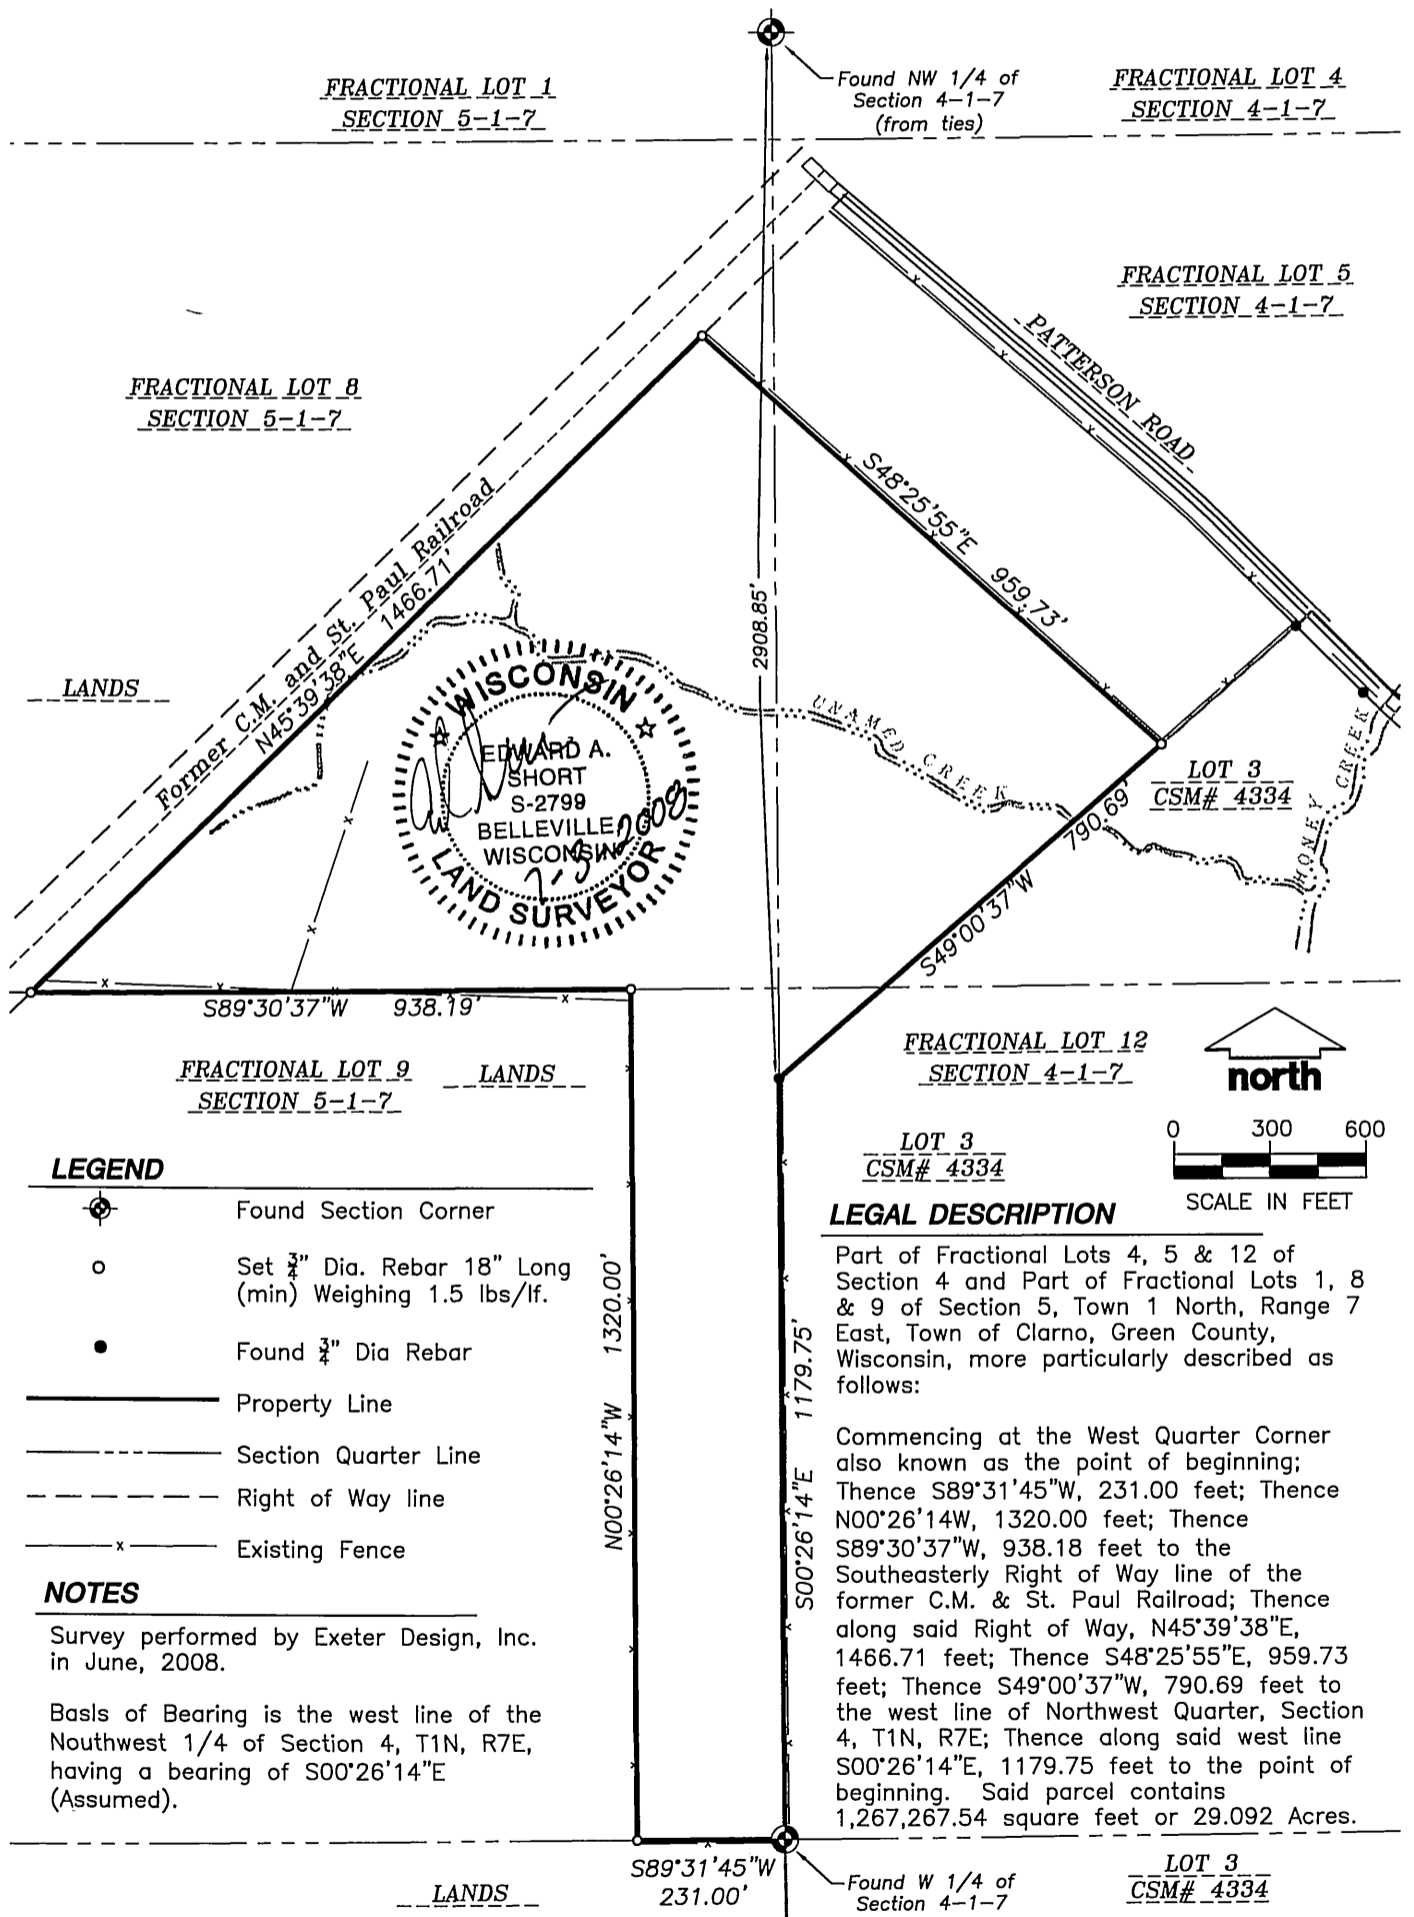 Found NW 1/4 of
Section 4-1-7
(from ties)
FRACTIONAL LOT 1
SECTION 5-1-7
FRACTIONAL LOT 4
SECTION 4-1-7
FRACTIONAL LOT 5
SECTION 4-1-7
PATTERSON ROAD
FRACTIONAL LOT 8
SECTION 5-1-7
Former C.M. and St. Paul Railroad
N45°39'38"E 1466.71'
S48°25'55"E 959.73'
2908.85'
LANDS
UNAMED CREEK
HONEY CREEK
LOT 3
CSM# 4334
790.69'
S49°00'37"W
WISCONSIN
EDWARD A.
SHORT
S-2799
BELLEVILLE
WISCONSIN
LAND SURVEYOR
S89°30'37"W 938.19'
FRACTIONAL LOT 9
SECTION 5-1-7
LANDS
FRACTIONAL LOT 12
SECTION 4-1-7
north
LOT 3
CSM# 4334
0 300 600
SCALE IN FEET
LEGEND
Found Section Corner
Set 3/4" Dia. Rebar 18" Long
(min) Weighing 1.5 lbs/lf.
Found 3/4" Dia Rebar
Property Line
Section Quarter Line
Right of Way line
Existing Fence
NOTES
Survey performed by Exeter Design, Inc.
in June, 2008.
Basis of Bearing is the west line of the
Nouthwest 1/4 of Section 4, T1N, R7E,
having a bearing of S00°26'14"E
(Assumed).
N00°26'14"W 1320.00'
S00°26'14"E 1179.75'
LEGAL DESCRIPTION
Part of Fractional Lots 4, 5 & 12 of
Section 4 and Part of Fractional Lots 1, 8
& 9 of Section 5, Town 1 North, Range 7
East, Town of Clarno, Green County,
Wisconsin, more particularly described as
follows:
Commencing at the West Quarter Corner
also known as the point of beginning;
Thence S89°31'45"W, 231.00 feet; Thence
N00°26'14W, 1320.00 feet; Thence
S89°30'37"W, 938.18 feet to the
Southeasterly Right of Way line of the
former C.M. & St. Paul Railroad; Thence
along said Right of Way, N45°39'38"E,
1466.71 feet; Thence S48°25'55"E, 959.73
feet; Thence S49°00'37"W, 790.69 feet to
the west line of Northwest Quarter, Section
4, T1N, R7E; Thence along said west line
S00°26'14"E, 1179.75 feet to the point of
beginning. Said parcel contains
1,267,267.54 square feet or 29.092 Acres.
S89°31'45"W
231.00'
LANDS
Found W 1/4 of
Section 4-1-7
LOT 3
CSM# 4334